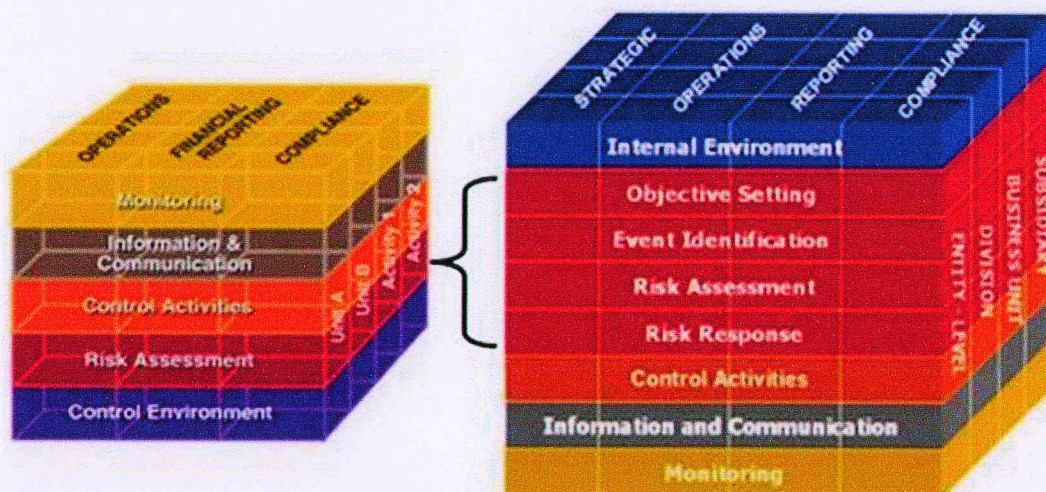 OPERATIONS
FINANCIAL
REPORTING
COMPLIANCE
Monitoring
Information &
Communication
Control Activities
Risk Assessment
Control Environment
Unit A
Unit B
Activity 1
Activity 2
STRATEGIC
OPERATIONS
REPORTING
COMPLIANCE
Internal Environment
Objective Setting
Event Identification
Risk Assessment
Risk Response
Control Activities
Information and Communication
Monitoring
ENTITY - LEVEL
DIVISION
BUSINESS UNIT
SUBSIDIARY